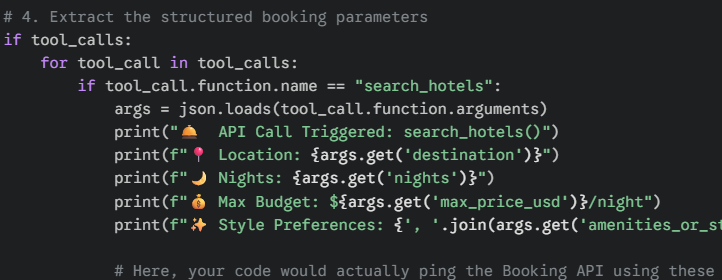 # 4. Extract the structured booking parameters
if tool_calls:
    for tool_call in tool_calls:
        if tool_call.function.name == "search_hotels":
            args = json.loads(tool_call.function.arguments)
            print("🛎️  API Call Triggered: search_hotels()")
            print(f"📍 Location: {args.get('destination')}")
            print(f"🌙 Nights: {args.get('nights')}")
            print(f"💰 Max Budget: ${args.get('max_price_usd')}/night")
            print(f"✨ Style Preferences: {', '.join(args.get('amenities_or_st
            # Here, your code would actually ping the Booking API using these